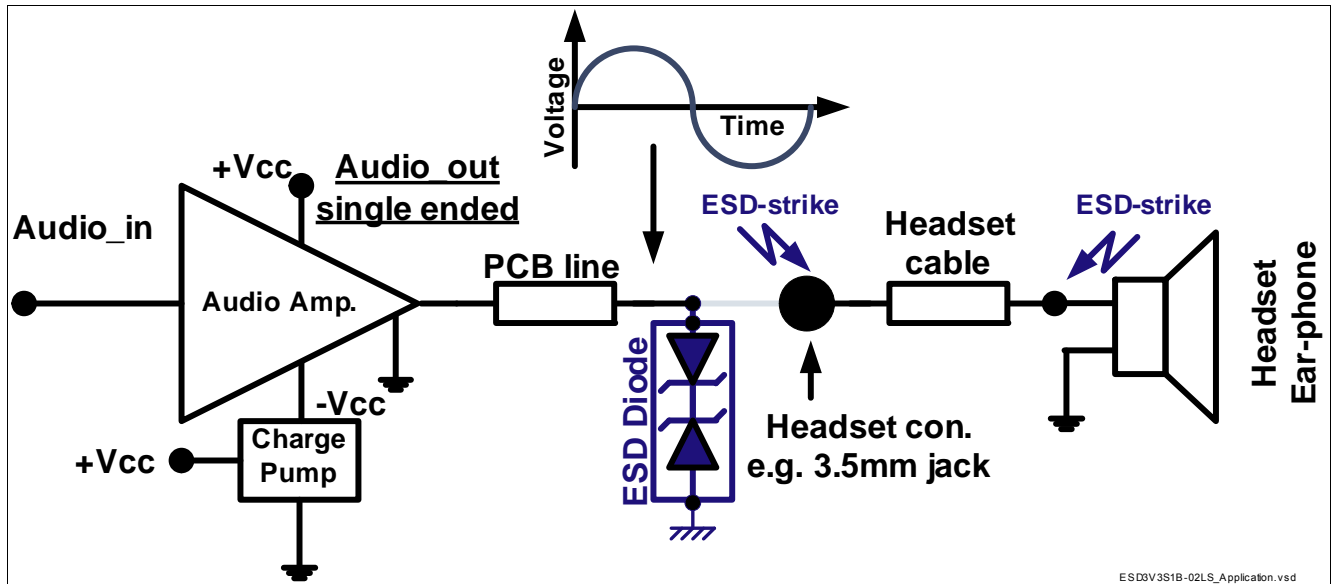 Voltage
Time
+Vcc
Audio_out
single ended
Audio_in
ESD-strike
ESD-strike
Headset
cable
PCB line
Audio Amp.
Headset
Ear-phone
ESD Diode
-Vcc
Charge
Pump
+Vcc
Headset con.
e.g. 3.5mm jack
ESD3V3S1B-02LS_Application.vsd